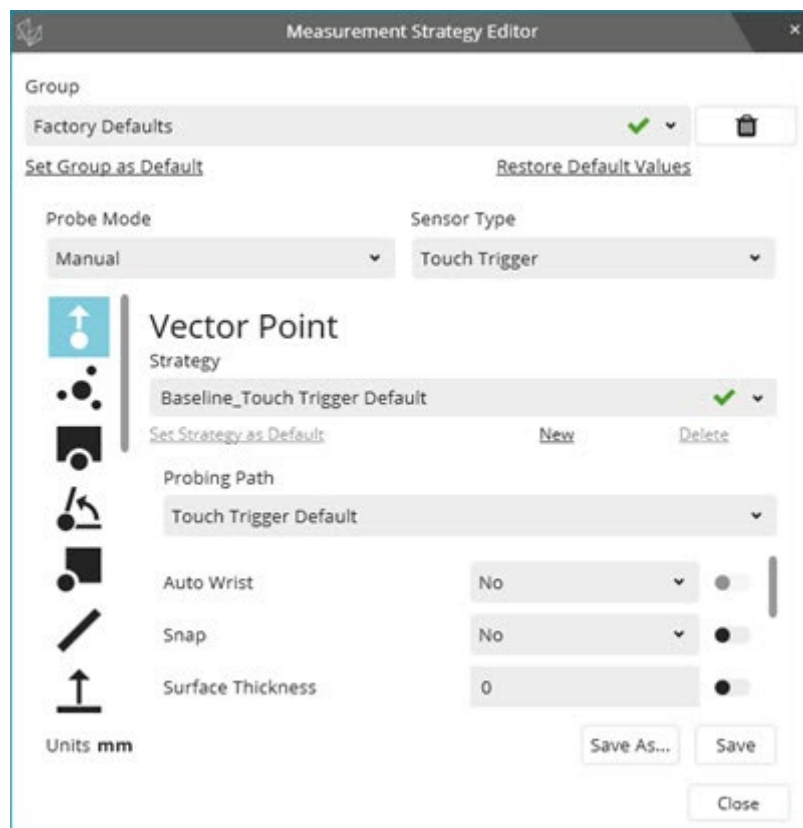 Measurement Strategy Editor
Group
Factory Defaults
Set Group as Default Restore Default Values
Probe Mode Sensor Type
Manual Touch Trigger
Vector Point
Strategy
Baseline_Touch Trigger Default
Set Strategy as Default New Delete
Probing Path
Touch Trigger Default
Auto Wrist No
Snap No
Surface Thickness 0
Units mm Save As... Save
Close